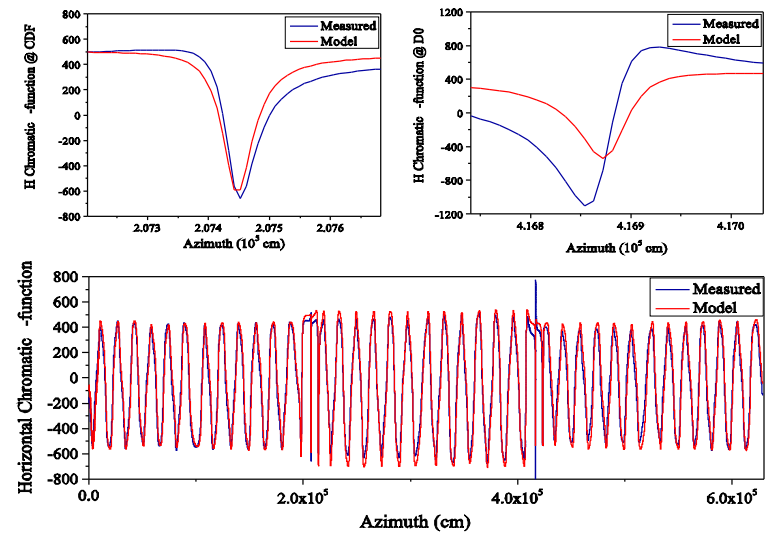 H Chromatic -function @ CDF
800
600
400
200
0
-200
-400
-600
-800
Measured
Model
2.073
2.074
2.075
2.076
Azimuth (10⁵ cm)
H Chromatic -function @ D0
1200
800
400
0
-400
-800
-1200
Measured
Model
4.168
4.169
4.170
Azimuth (10⁵ cm)
Horizontal Chromatic -function
800
600
400
200
0
-200
-400
-600
-800
Measured
Model
0.0
2.0x10⁵
4.0x10⁵
6.0x10⁵
Azimuth (cm)